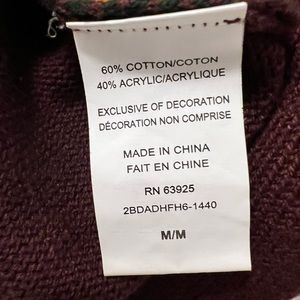 60% COTTON/COTON
40% ACRYLIC/ACRYLIQUE
EXCLUSIVE OF DECORATION
DÉCORATION NON COMPRISE
MADE IN CHINA
FAIT EN CHINE
RN 63925
2BDADHFH6-1440
M/M